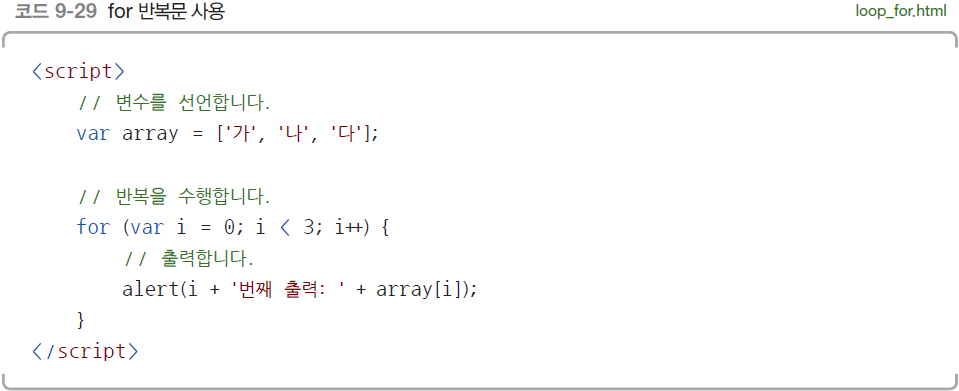 코드 9-29 for 반복문 사용
loop_for.html
<script>
// 변수를 선언합니다.
var array = ['가', '나', '다'];
// 반복을 수행합니다.
for (var i = 0; i < 3; i++) {
// 출력합니다.
alert(i + '번째 출력: ' + array[i]);
}
</script>